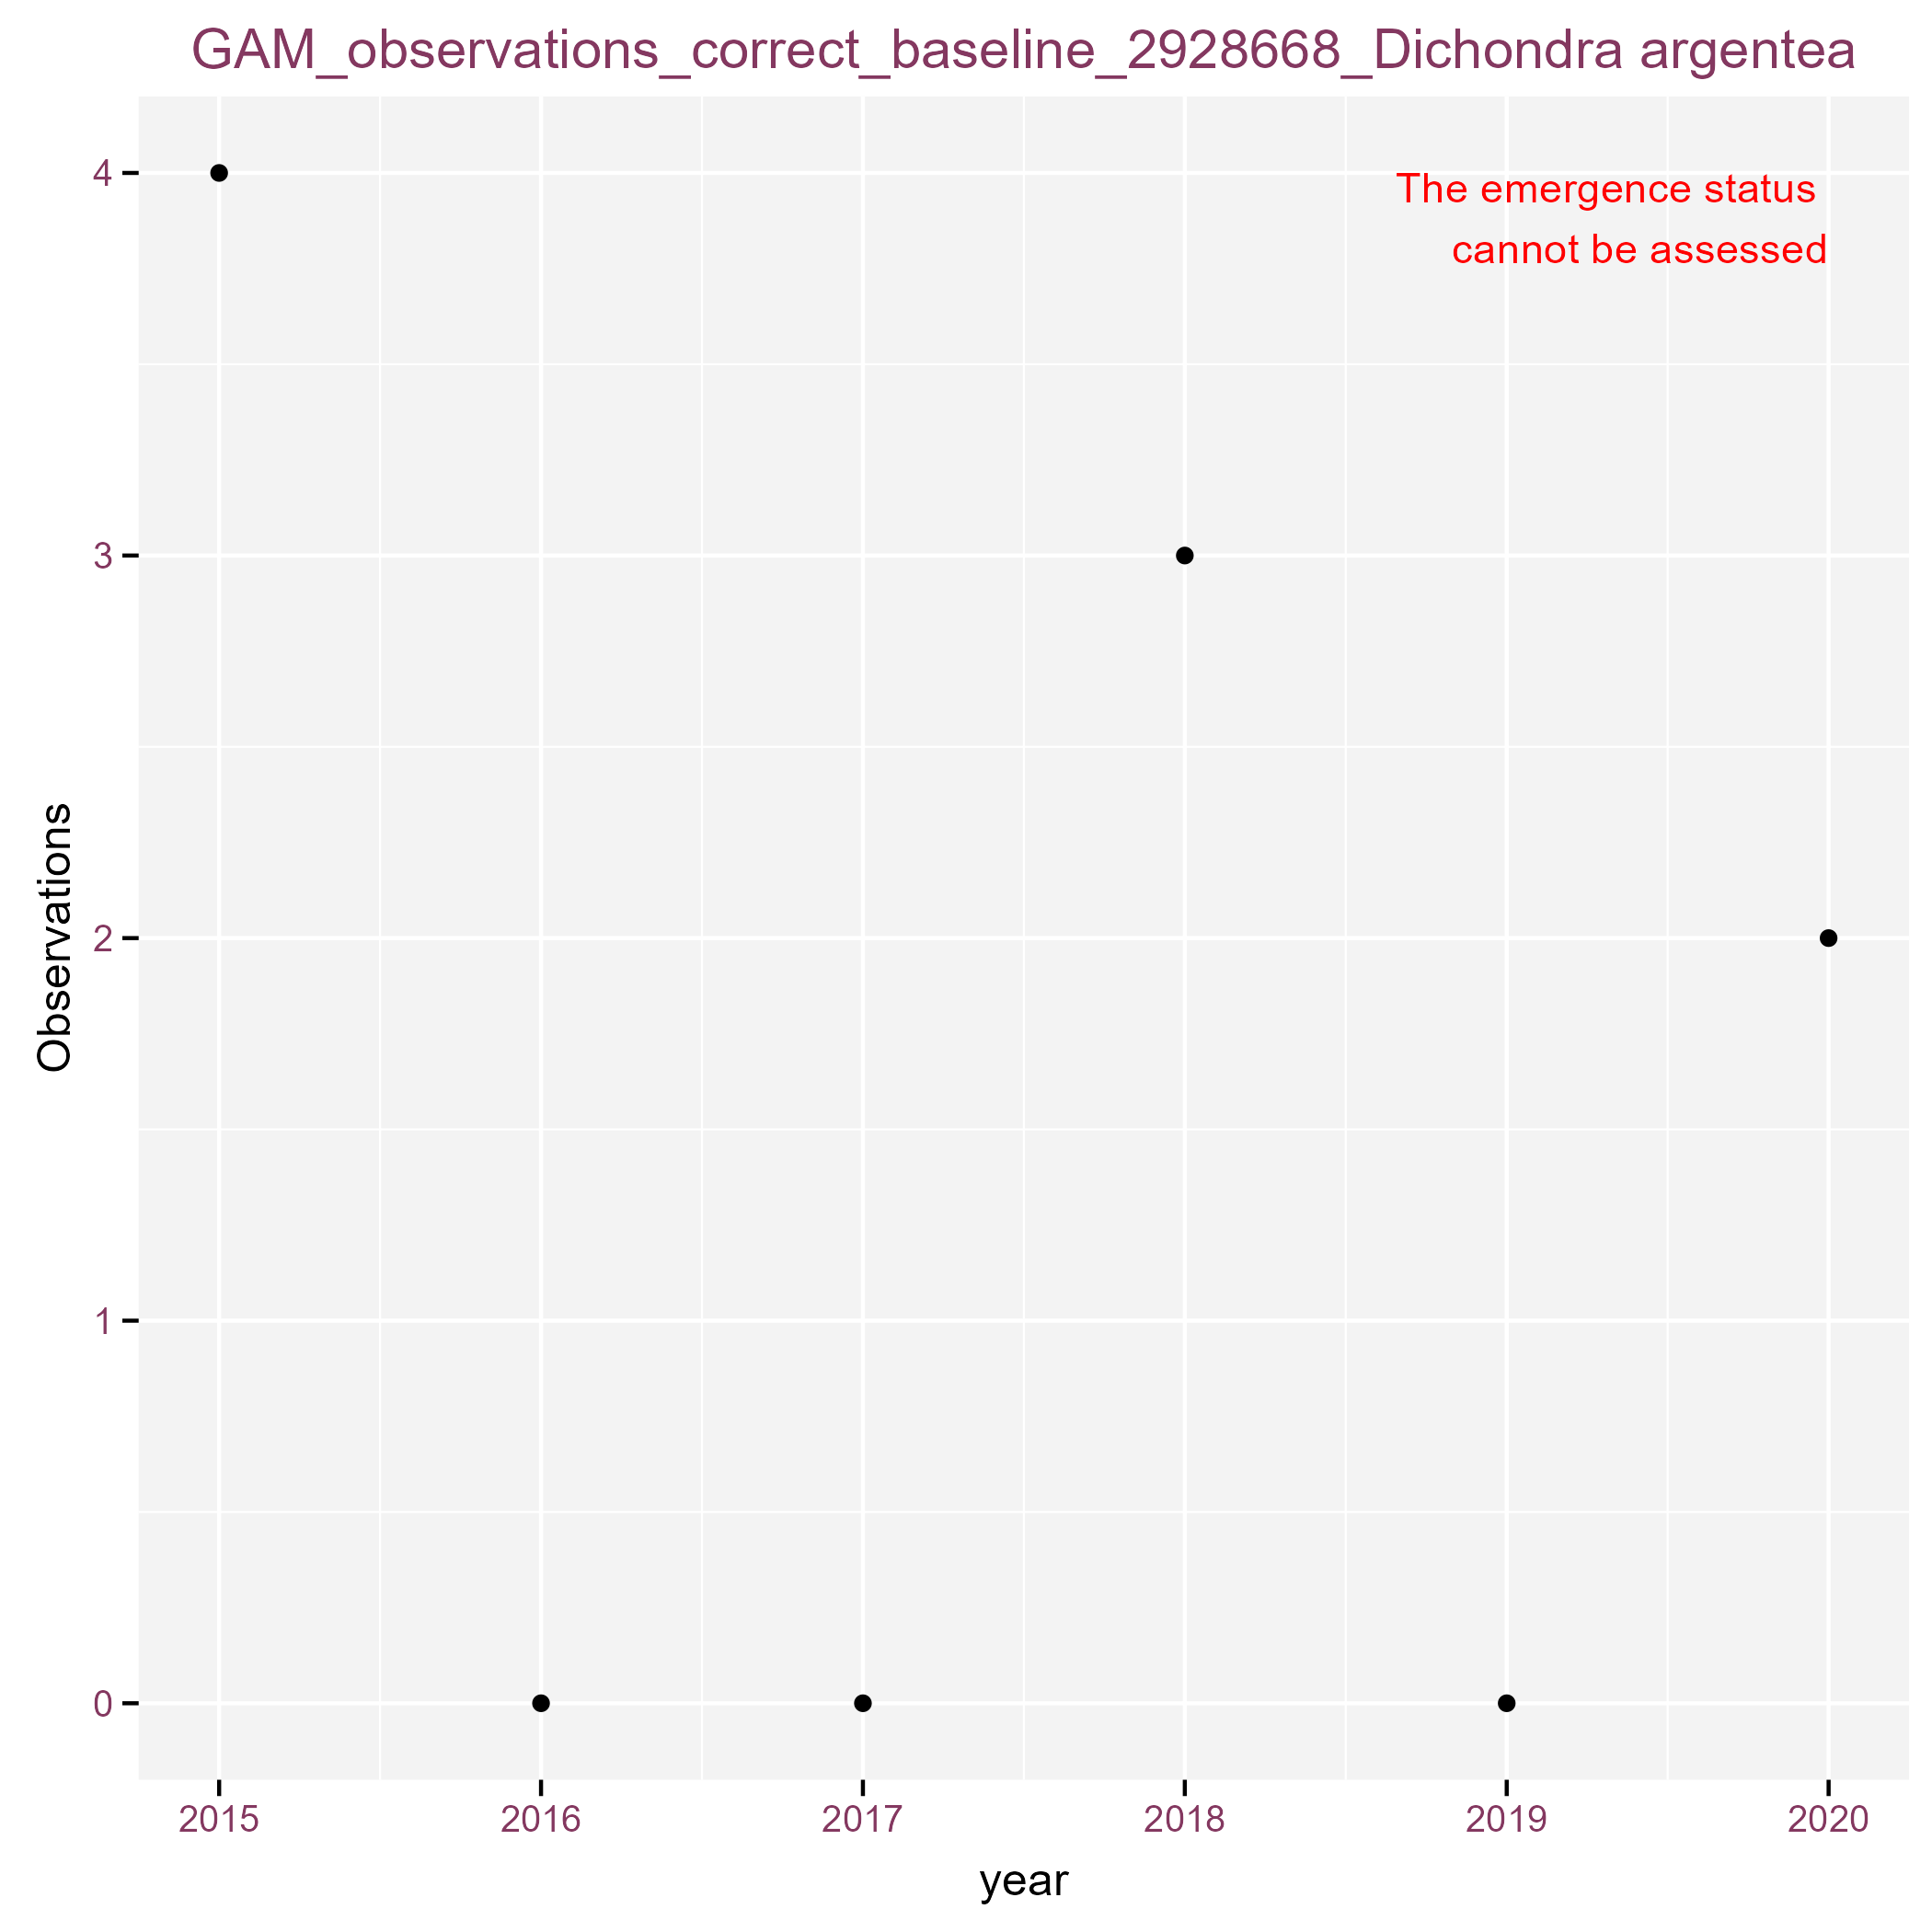 GAM_observations_correct_baseline_2928668_Dichondra argentea
The emergence status
cannot be assessed
Observations
4
3
2
1
0
2015 2016 2017 2018 2019 2020
year